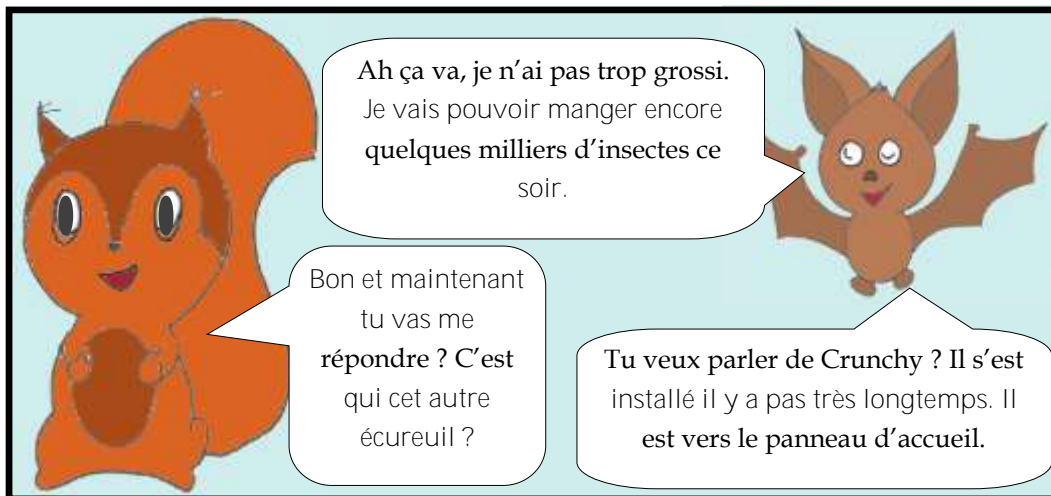 Ah ça va, je n’ai pas trop grossi.
Je vais pouvoir manger encore
quelques milliers d’insectes ce
soir.
Bon et maintenant
tu vas me
répondre ? C’est
qui cet autre
écureuil ?
Tu veux parler de Crunchy ? Il s’est
installé il y a pas très longtemps. Il
est vers le panneau d’accueil.